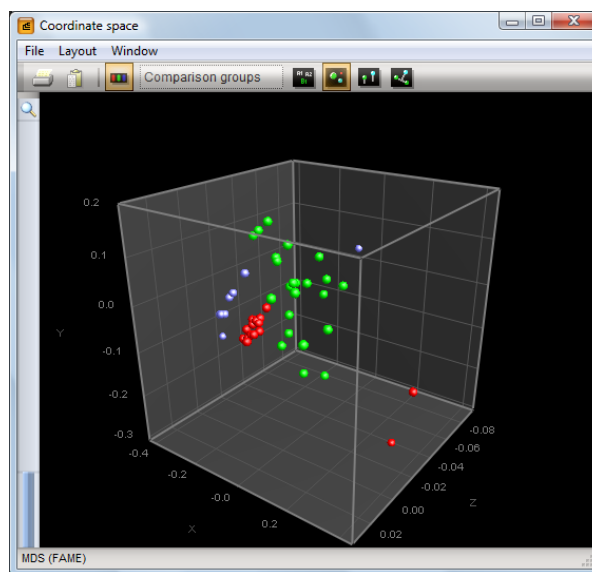 Coordinate space
File Layout Window
Comparison groups
0.2
0.1
0.0
Y
-0.1
-0.2
-0.3
-0.4
-0.2
-0.0
X
0.2
-0.08
-0.06
-0.04
-0.02
Z
0.00
0.02
MDS (FAME)